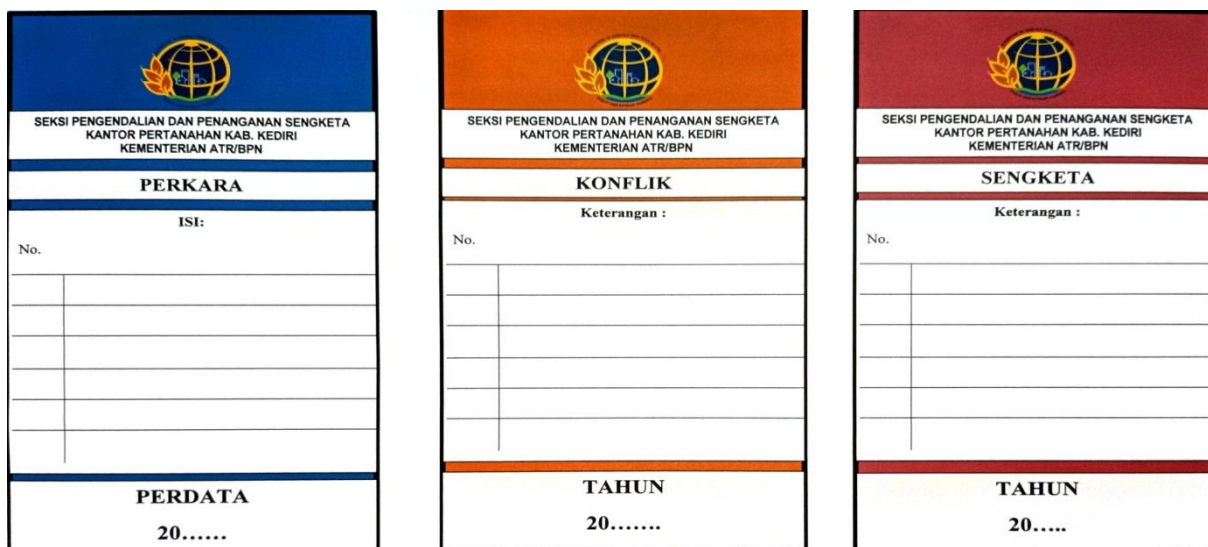 SEKSI PENGENDALIAN DAN PENANGANAN SENGKETA
KANTOR PERTANAHAN KAB. KEDIRI
KEMENTERIAN ATR/BPN
PERKARA
ISI:
No.
PERDATA
20......
SEKSI PENGENDALIAN DAN PENANGANAN SENGKETA
KANTOR PERTANAHAN KAB. KEDIRI
KEMENTERIAN ATR/BPN
KONFLIK
Keterangan :
No.
TAHUN
20.......
SEKSI PENGENDALIAN DAN PENANGANAN SENGKETA
KANTOR PERTANAHAN KAB. KEDIRI
KEMENTERIAN ATR/BPN
SENGKETA
Keterangan :
No.
TAHUN
20.....